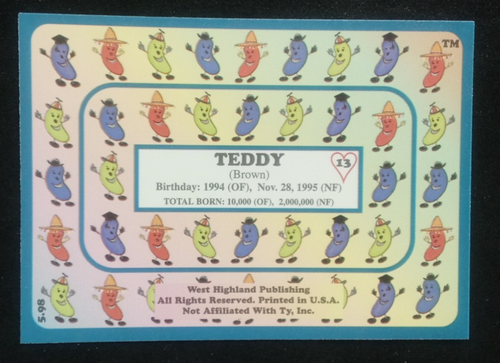 TM
TEDDY
13
(Brown)
Birthday: 1994 (OF), Nov. 28, 1995 (NF)
TOTAL BORN: 10,000 (OF), 2,000,000 (NF)
West Highland Publishing
All Rights Reserved. Printed in U.S.A.
Not Affiliated With Ty, Inc.
5-98